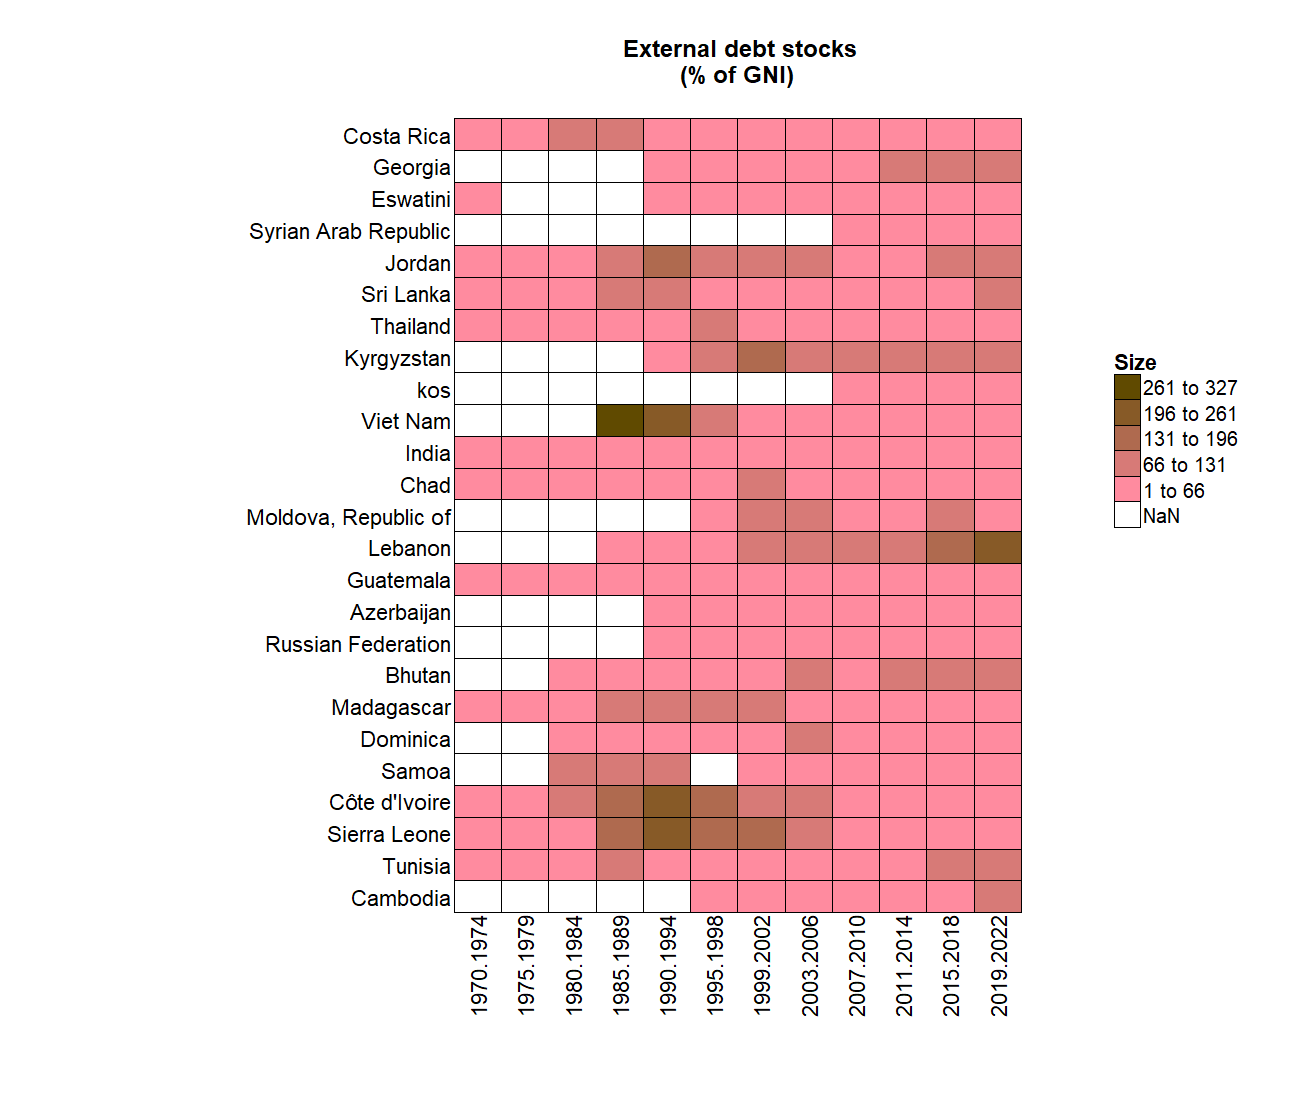 External debt stocks
(% of GNI)
Costa Rica
Georgia
Eswatini
Syrian Arab Republic
Jordan
Sri Lanka
Thailand
Kyrgyzstan
kos
Viet Nam
India
Chad
Moldova, Republic of
Lebanon
Guatemala
Azerbaijan
Russian Federation
Bhutan
Madagascar
Dominica
Samoa
Côte d'Ivoire
Sierra Leone
Tunisia
Cambodia
1970.1974
1975.1979
1980.1984
1985.1989
1990.1994
1995.1998
1999.2002
2003.2006
2007.2010
2011.2014
2015.2018
2019.2022
Size
261 to 327
196 to 261
131 to 196
66 to 131
1 to 66
NaN